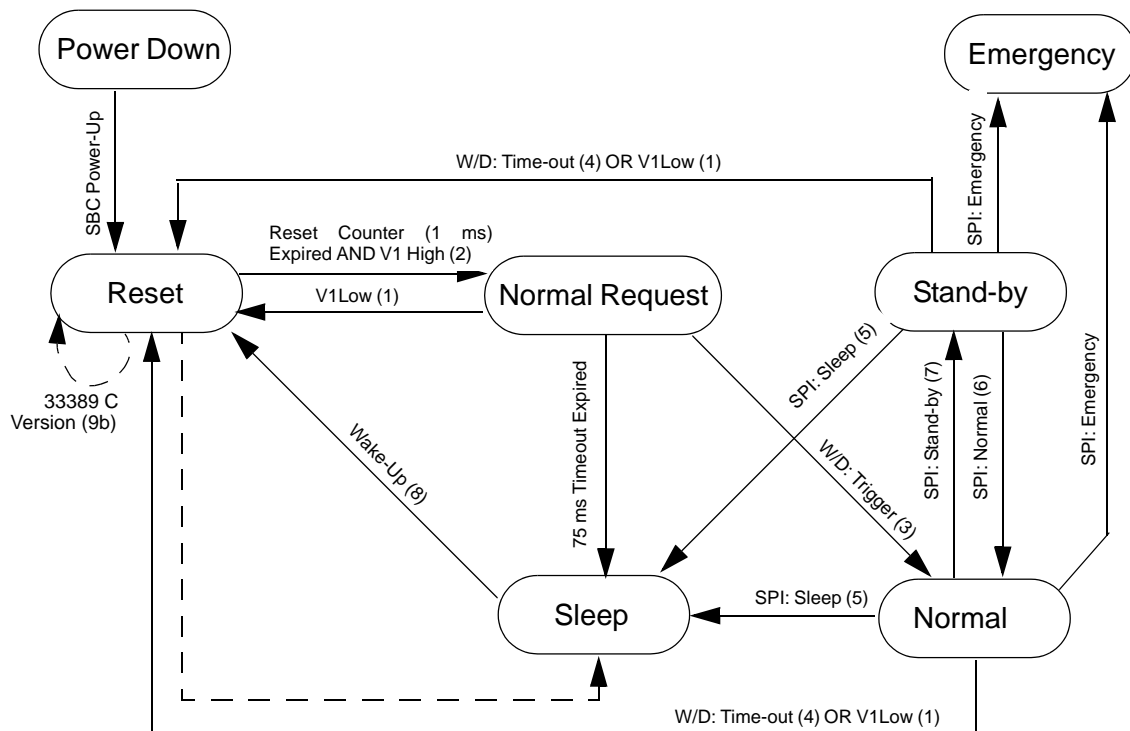 Power Down
Emergency
SBC Power-Up
W/D: Time-out (4) OR V1Low (1)
SPI: Emergency
Reset Counter (1 ms)
Expired AND V1 High (2)
Reset
V1Low (1)
Normal Request
Stand-by
33389 C
Version (9b)
Wake-Up (8)
75 ms Timeout Expired
SPI: Sleep (5)
W/D: Trigger (3)
SPI: Stand-by (7)
SPI: Normal (6)
SPI: Emergency
Sleep
SPI: Sleep (5)
Normal
W/D: Time-out (4) OR V1Low (1)